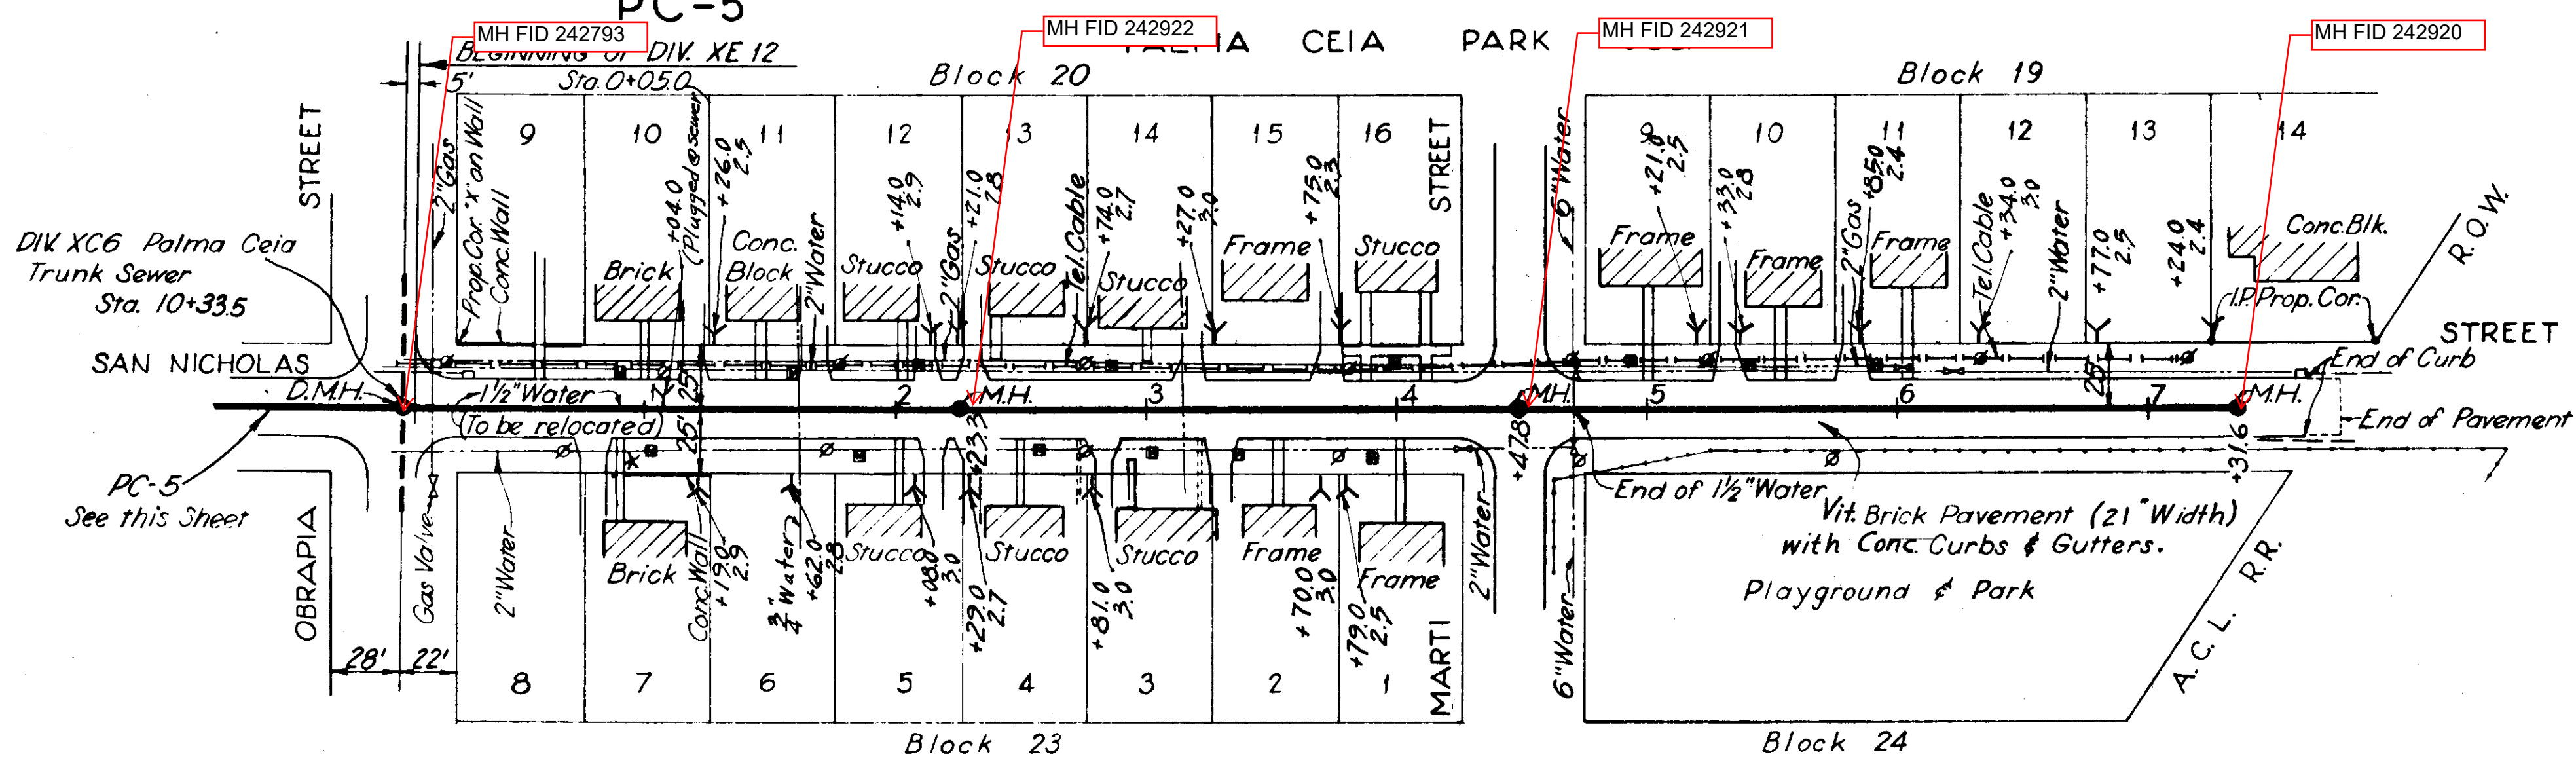 PC-5
MH FID 242793
MH FID 242922
MH FID 242921
MH FID 242920
CEIA PARK
BEGINNING OF DIV. XE 12
5'
Sta. 0+05.0
Block 20
Block 19
STREET
2"Gas
Prop. Cor. "X" on Wall
Conc. Wall
9
10
11
12
13
14
15
16
STREET
6"Water
9
10
11
12
13
14
+04.0
(Plugged @ sewer)
+26.0
2.5
+14.0
2.9
+21.0
2.8
Tel. Cable
+74.0
2.7
+27.0
3.0
+75.0
2.3
+21.0
2.5
+33.0
2.8
+85.0
2.4
Tel. Cable
+34.0
3.0
2"Water
+77.0
2.5
+24.0
2.4
DIV. XC6 Palma Ceia
Trunk Sewer
Sta. 10+33.5
Brick
Conc.
Block
2"Water
Stucco
2"Gas
Stucco
Stucco
Frame
Stucco
Frame
Frame
2"Gas
Frame
Conc. Blk.
R.O.W.
I.P. Prop. Cor.
SAN NICHOLAS
STREET
End of Curb
D.M.H.
1½"Water
(To be relocated)
25'
25'
1
2
M.H.
3
4
M.H.
5
6
25'
7
M.H.
End of Pavement
+23.3
+47.8
+31.6
PC-5
See this Sheet
End of 1½"Water
Vit. Brick Pavement (21" Width)
with Conc. Curbs & Gutters.
Playground & Park
OBRAPIA
Gas Valve
2"Water
Brick
Conc. Wall
+19.0
2.9
¾"Water
+62.0
2.8
Stucco
+08.0
3.0
+29.0
2.7
Stucco
+81.0
3.0
Stucco
Frame
+70.0
3.0
+79.0
2.5
Frame
2"Water
6"Water
MARTI
A.C.L. R.R.
28'
22'
8
7
6
5
4
3
2
1
Block 23
Block 24